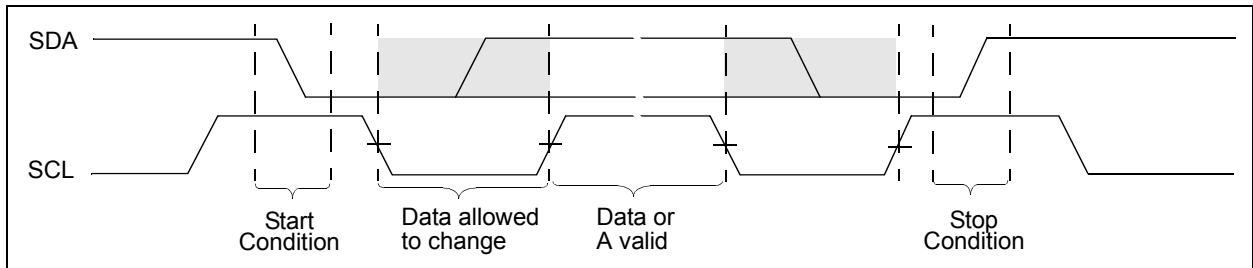 SDA
SCL
Start
Condition
Data allowed
to change
Data or
A valid
Stop
Condition